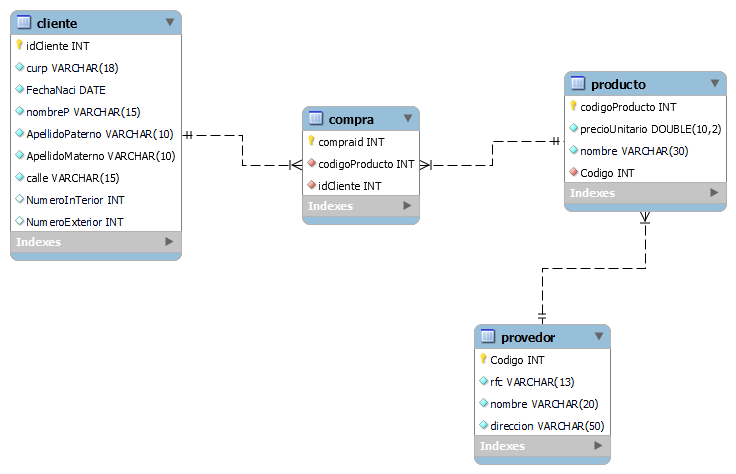 cliente
idCliente INT
curp VARCHAR(18)
FechaNaci DATE
nombreP VARCHAR(15)
ApellidoPaterno VARCHAR(10)
ApellidoMaterno VARCHAR(10)
calle VARCHAR(15)
NumeroInTerior INT
NumeroExterior INT
Indexes
compra
compraid INT
codigoProducto INT
idCliente INT
Indexes
producto
codigoProducto INT
precioUnitario DOUBLE(10,2)
nombre VARCHAR(30)
Codigo INT
Indexes
provedor
Codigo INT
rfc VARCHAR(13)
nombre VARCHAR(20)
direccion VARCHAR(50)
Indexes